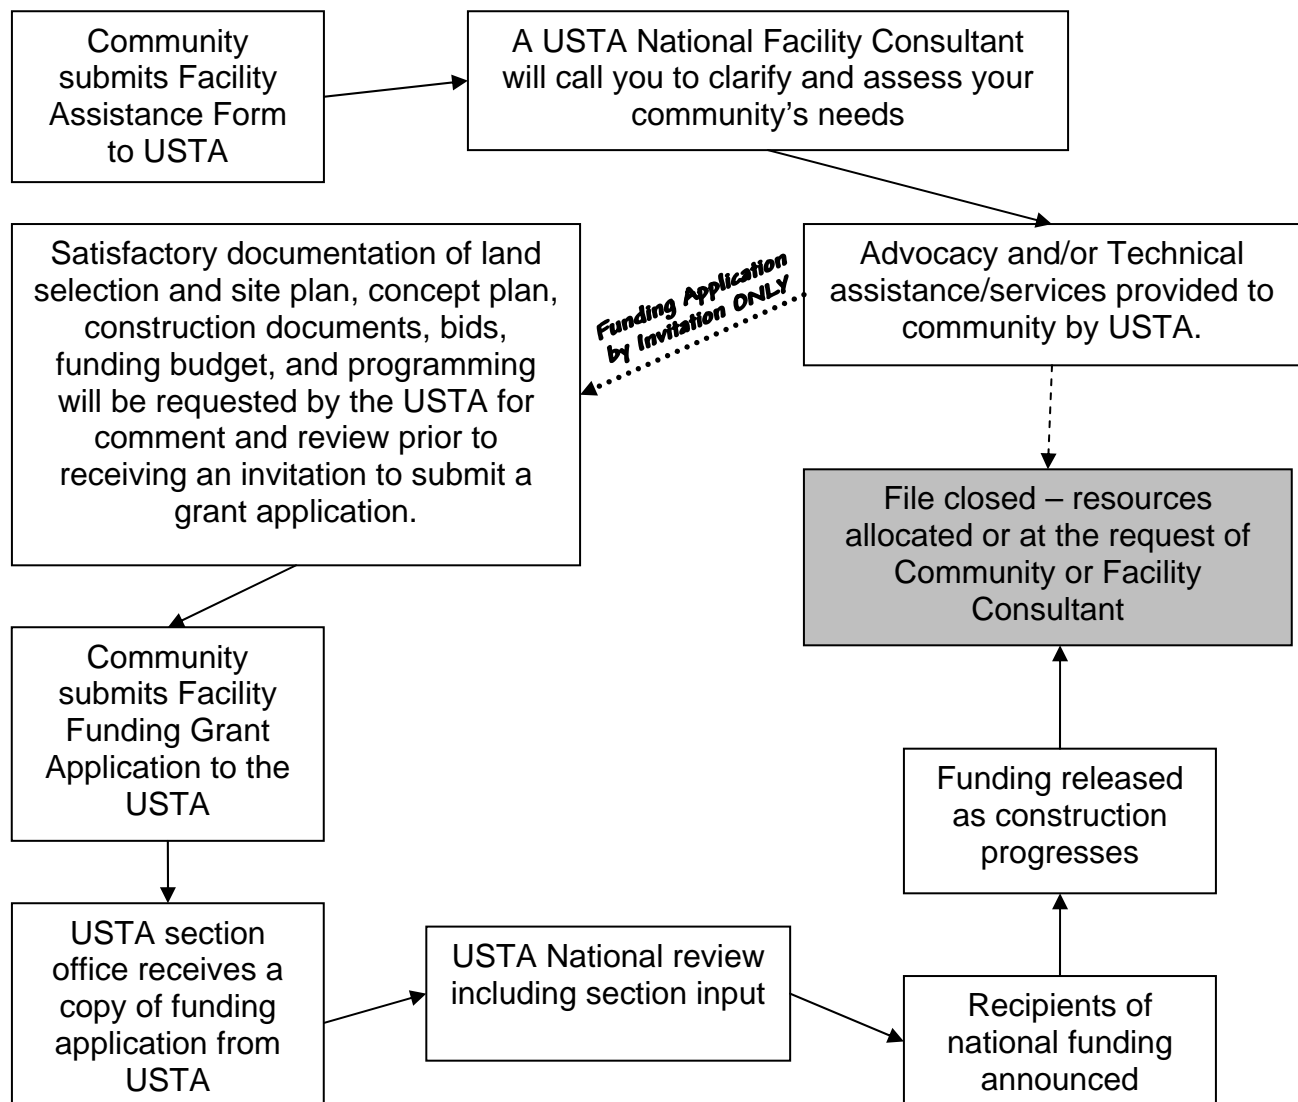 Community
submits Facility
Assistance Form
to USTA
A USTA National Facility Consultant
will call you to clarify and assess your
community’s needs
Advocacy and/or Technical
assistance/services provided to
community by USTA.
Funding Application
by Invitation ONLY
Satisfactory documentation of land
selection and site plan, concept plan,
construction documents, bids,
funding budget, and programming
will be requested by the USTA for
comment and review prior to
receiving an invitation to submit a
grant application.
File closed – resources
allocated or at the request of
Community or Facility
Consultant
Community
submits Facility
Funding Grant
Application to the
USTA
Funding released
as construction
progresses
USTA section
office receives a
copy of funding
application from
USTA
USTA National review
including section input
Recipients of
national funding
announced